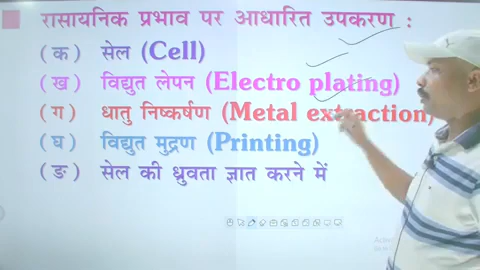 रासायनिक प्रभाव पर आधारित उपकरण :
( क ) सेल (Cell)
( ख ) विद्युत लेपन (Electro plating)
( ग ) धातु निष्कर्षण (Metal extraction)
( घ ) विद्युत मुद्रण (Printing)
( ङ ) सेल की ध्रुवता ज्ञात करने में